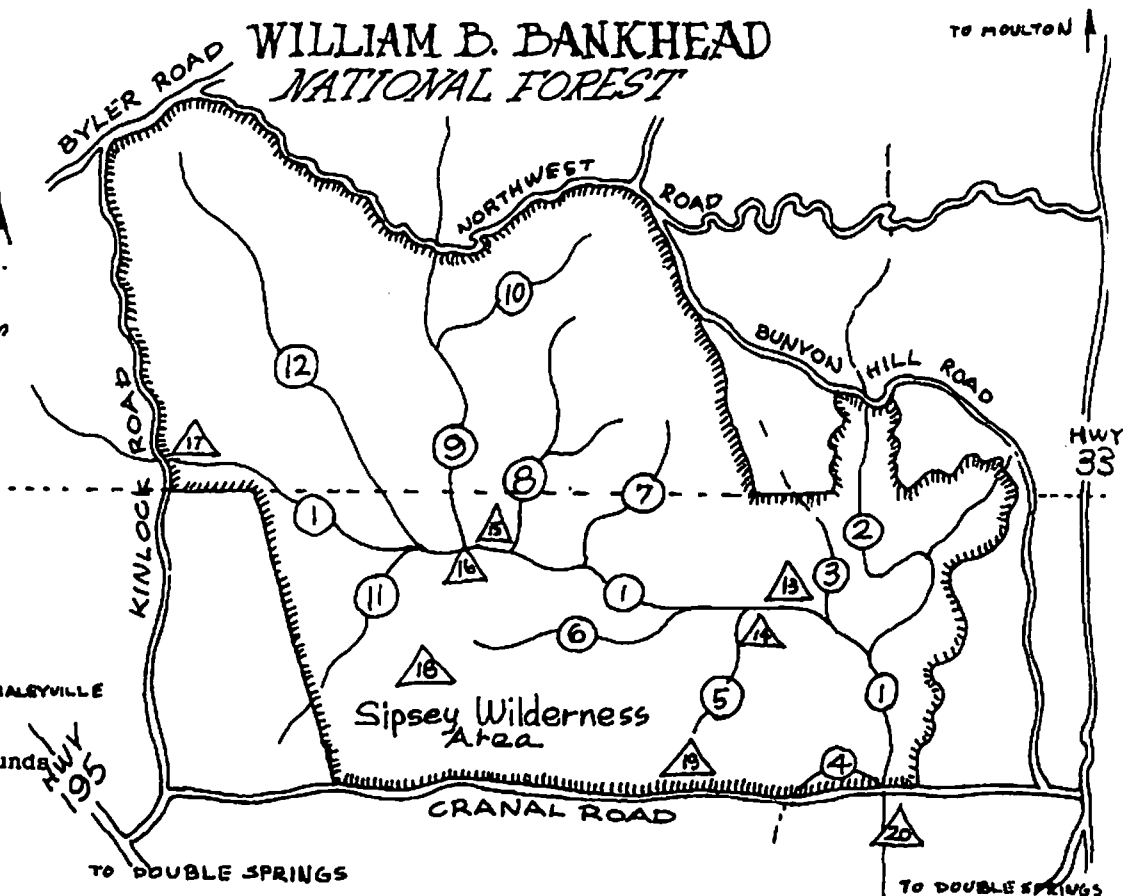 WILLIAM B. BANKHEAD
NATIONAL FOREST
TO MOULTON
BYLER ROAD
NORTHWEST ROAD
10
BUNYON HILL ROAD
12
KINLOCK ROAD
17
9
8
7
HWY
33
1
15
2
16
11
1
13
3
6
14
18
5
1
Sipsey Wilderness
Area
19
4
HWY
195
CRANAL ROAD
20
TO DOUBLE SPRINGS
TO DOUBLE SPRINGS